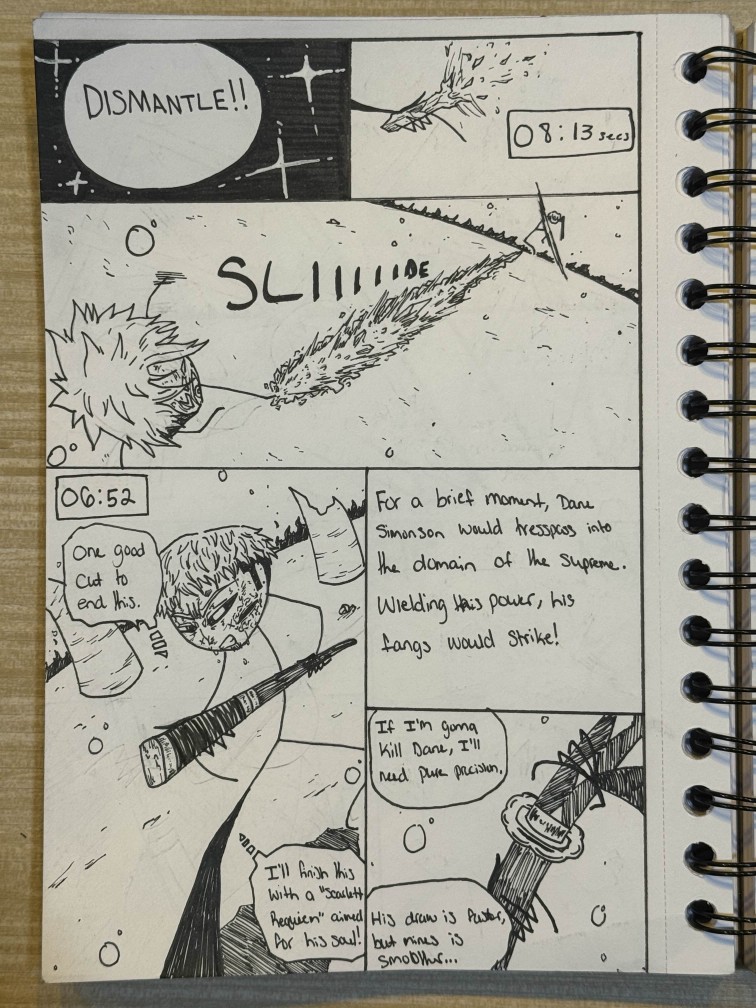 DISMANTLE!!
08:13 secs
SLIIIIIIDE
06:52
One good
cut to
end this.
For a brief moment, Dane
Simonson would tresspass into
the domain of the Supreme.
Wielding this power, his
fangs would strike!
If I'm gonna
kill Dane, I'll
need pure precision.
I'll finish this
with a "Scarlett
Requiem" aimed
for his soul!
His draw is faster,
but mines is
smoother...